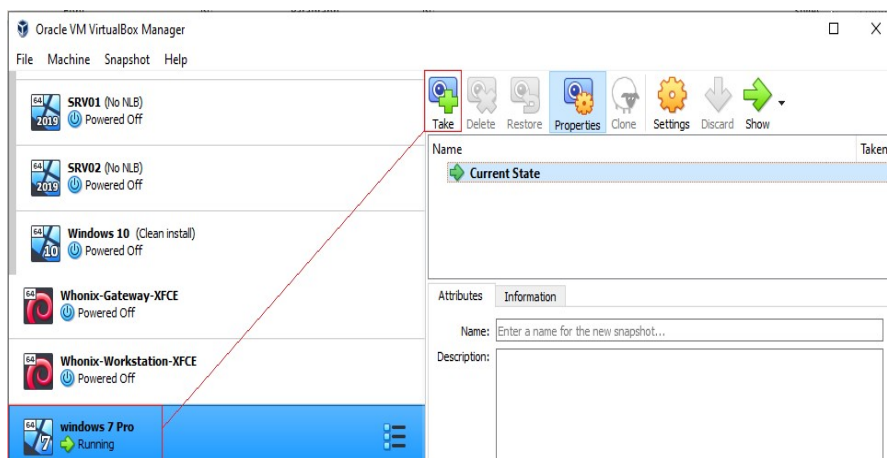 Oracle VM VirtualBox Manager
File Machine Snapshot Help
64 2019 SRV01 (No NLB)
Powered Off
64 2019 SRV02 (No NLB)
Powered Off
64 10 Windows 10 (Clean install)
Powered Off
64 Whonix-Gateway-XFCE
Powered Off
64 Whonix-Workstation-XFCE
Powered Off
64 7 windows 7 Pro
Running
Take Delete Restore Properties Clone Settings Discard Show
Name Taken
Current State
Attributes Information
Name: Enter a name for the new snapshot...
Description: